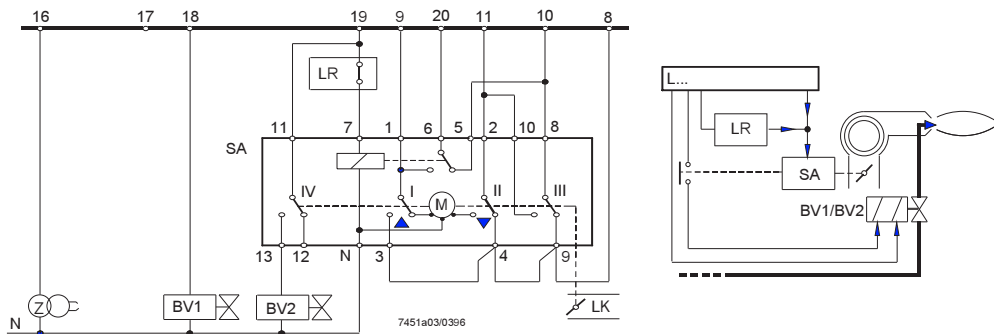 16 17 18 19 9 20 11 10 8
LR
11 7 1 6 5 2 10 8
SA
IV I M II III
13 12 N 3 4 9
Z BV1 BV2 LK
N
7451a03/0396
L...
LR
SA
BV1/BV2